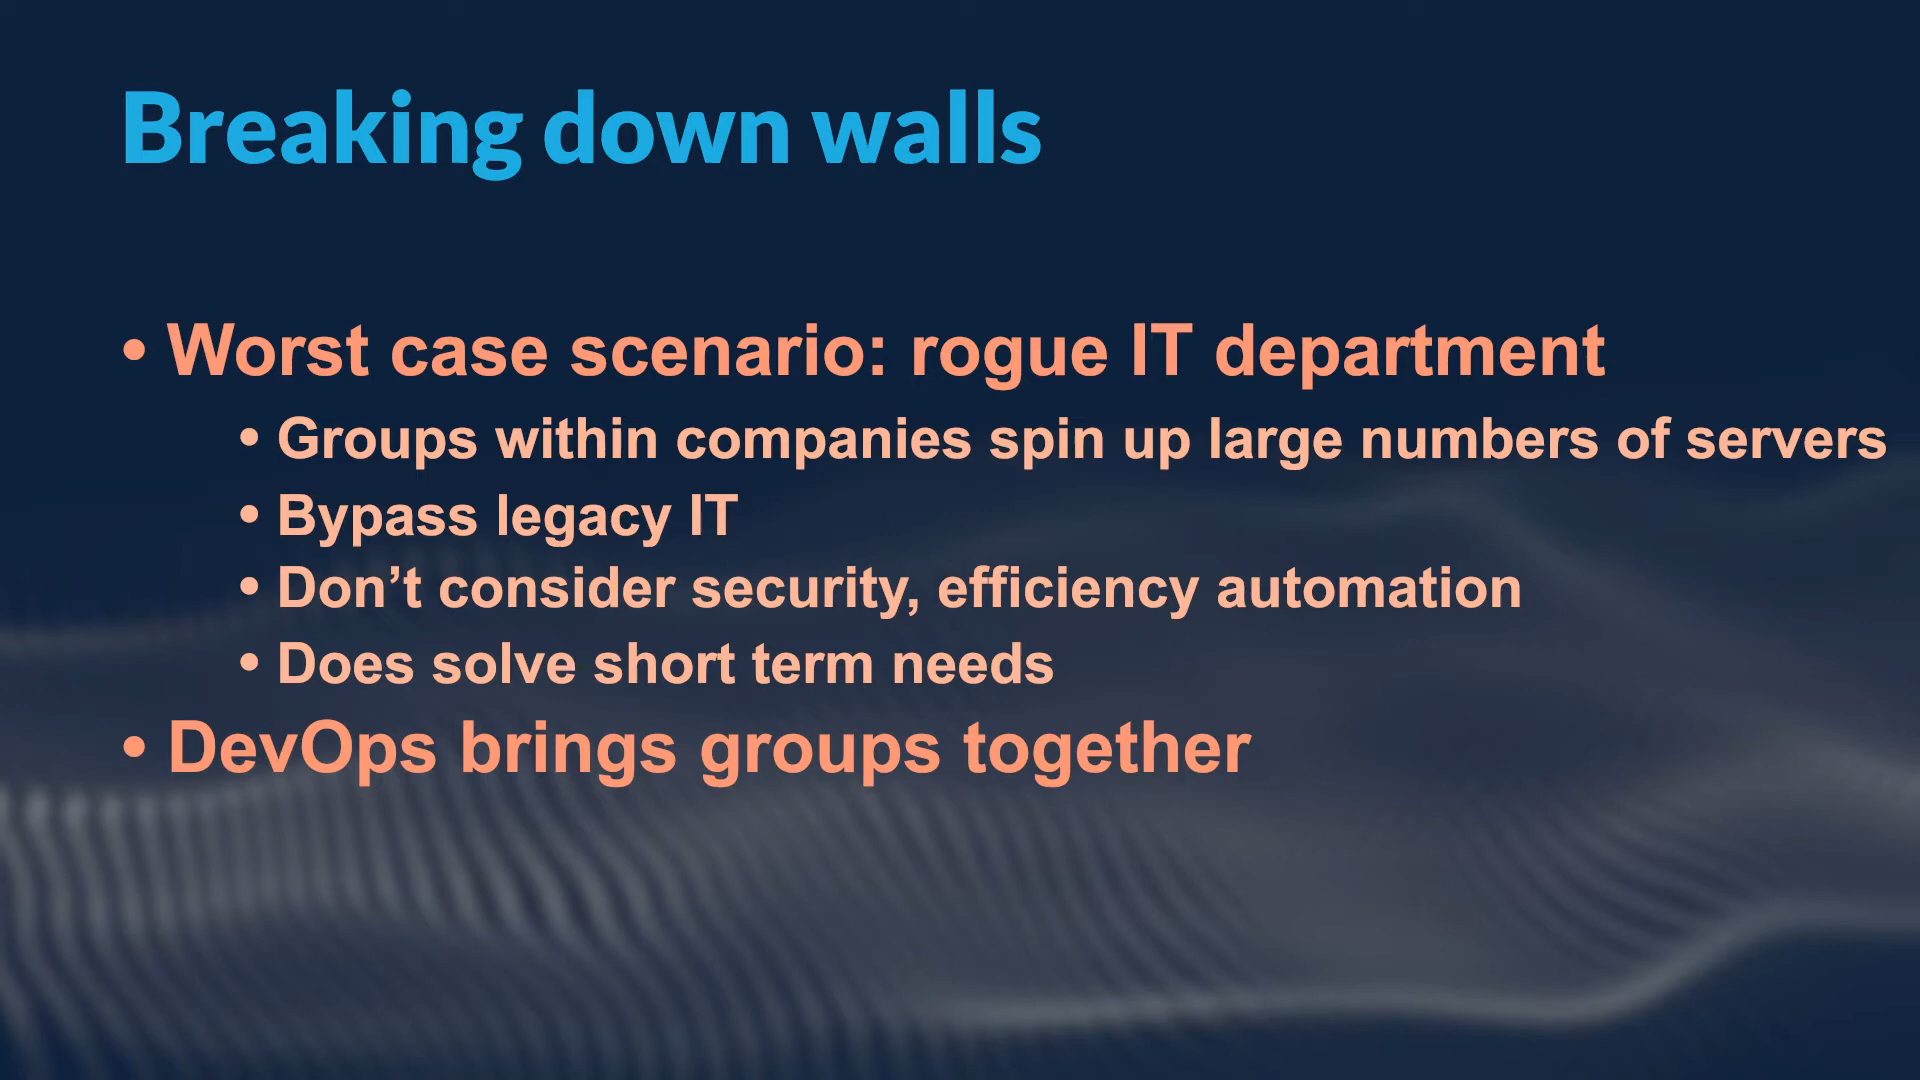 Breaking down walls
• Worst case scenario: rogue IT department
• Groups within companies spin up large numbers of servers
• Bypass legacy IT
• Don’t consider security, efficiency automation
• Does solve short term needs
• DevOps brings groups together